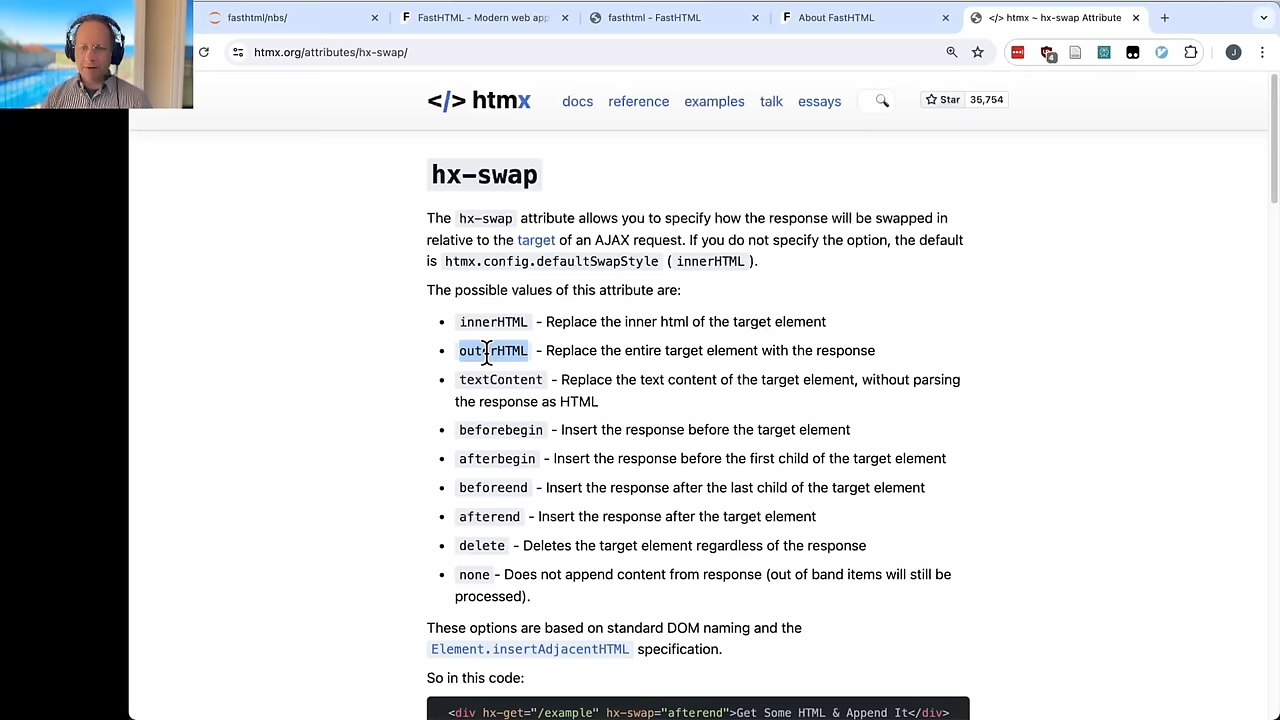 fasthtml/nbs/
FastHTML - Modern web app
fasthtml - FastHTML
About FastHTML
</> htmx ~ hx-swap Attribute
htmx.org/attributes/hx-swap/
4
J
</> htmx docs reference examples talk essays Star 35,754
hx-swap
The hx-swap attribute allows you to specify how the response will be swapped in
relative to the target of an AJAX request. If you do not specify the option, the default
is htmx.config.defaultSwapStyle ( innerHTML ).
The possible values of this attribute are:
• innerHTML - Replace the inner html of the target element
• outerHTML - Replace the entire target element with the response
• textContent - Replace the text content of the target element, without parsing
the response as HTML
• beforebegin - Insert the response before the target element
• afterbegin - Insert the response before the first child of the target element
• beforeend - Insert the response after the last child of the target element
• afterend - Insert the response after the target element
• delete - Deletes the target element regardless of the response
• none - Does not append content from response (out of band items will still be
processed).
These options are based on standard DOM naming and the
Element.insertAdjacentHTML specification.
So in this code:
<div hx-get="/example" hx-swap="afterend">Get Some HTML & Append It</div>